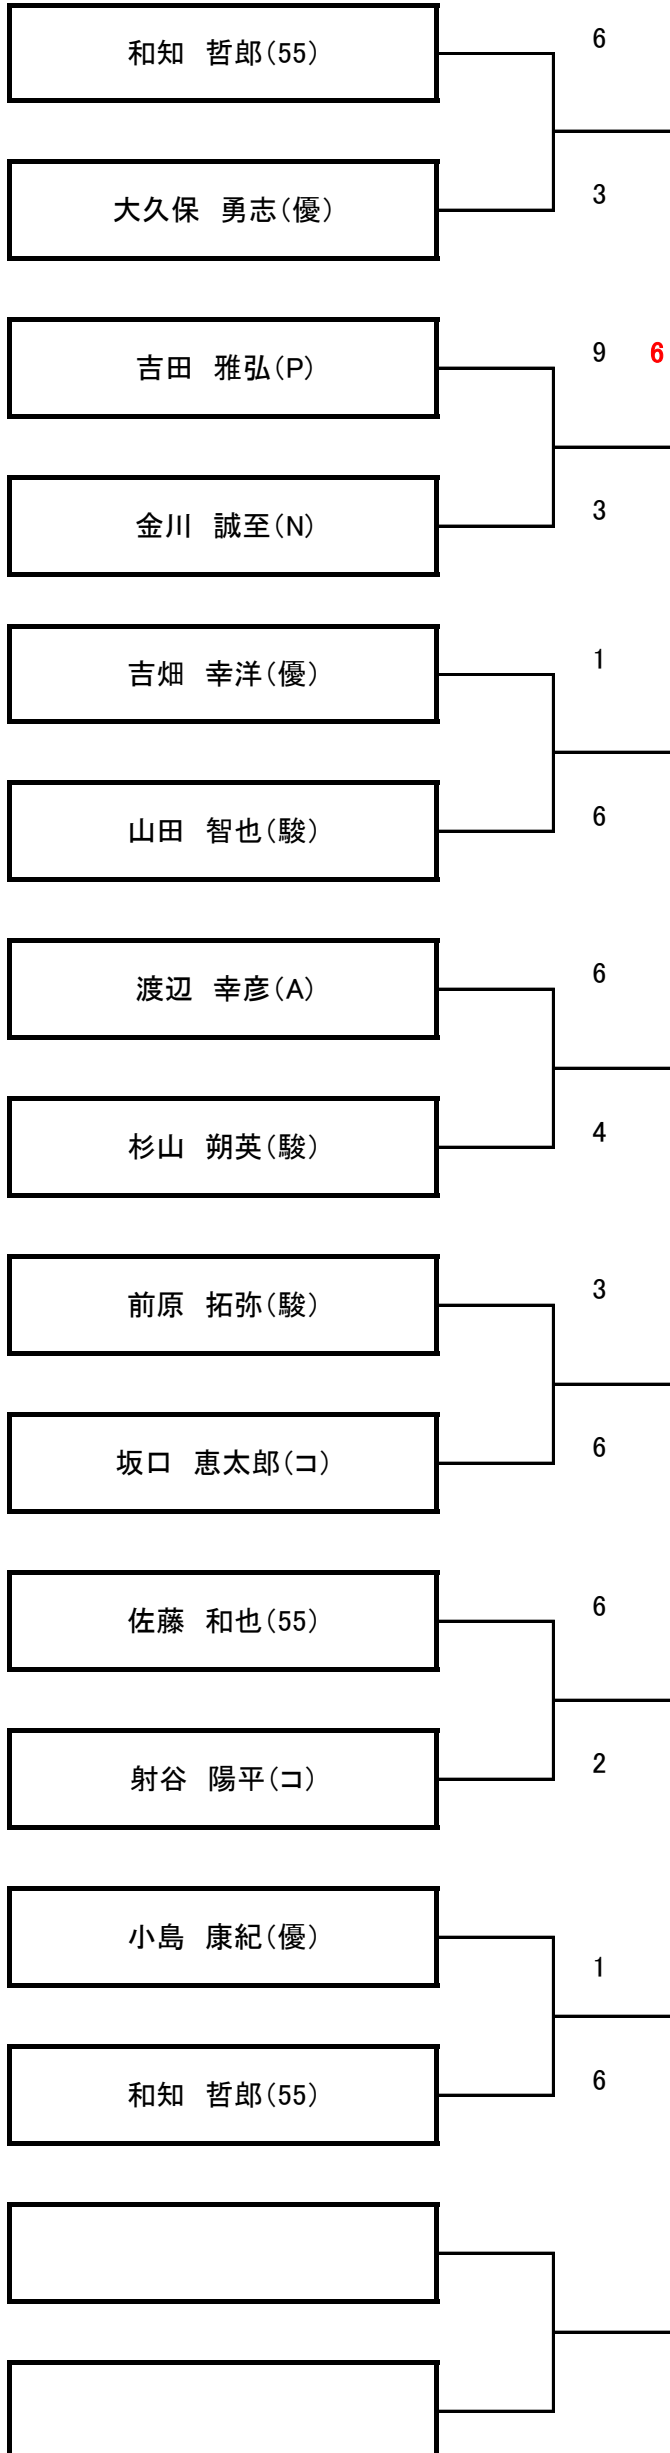 和知　哲郎(55)
6
大久保　勇志(優)
3
吉田　雅弘(P)
9 6
金川　誠至(N)
3
吉畑　幸洋(優)
1
山田　智也(駿)
6
渡辺　幸彦(A)
6
杉山　朔英(駿)
4
前原　拓弥(駿)
3
坂口　恵太郎(コ)
6
佐藤　和也(55)
6
射谷　陽平(コ)
2
小島　康紀(優)
1
和知　哲郎(55)
6